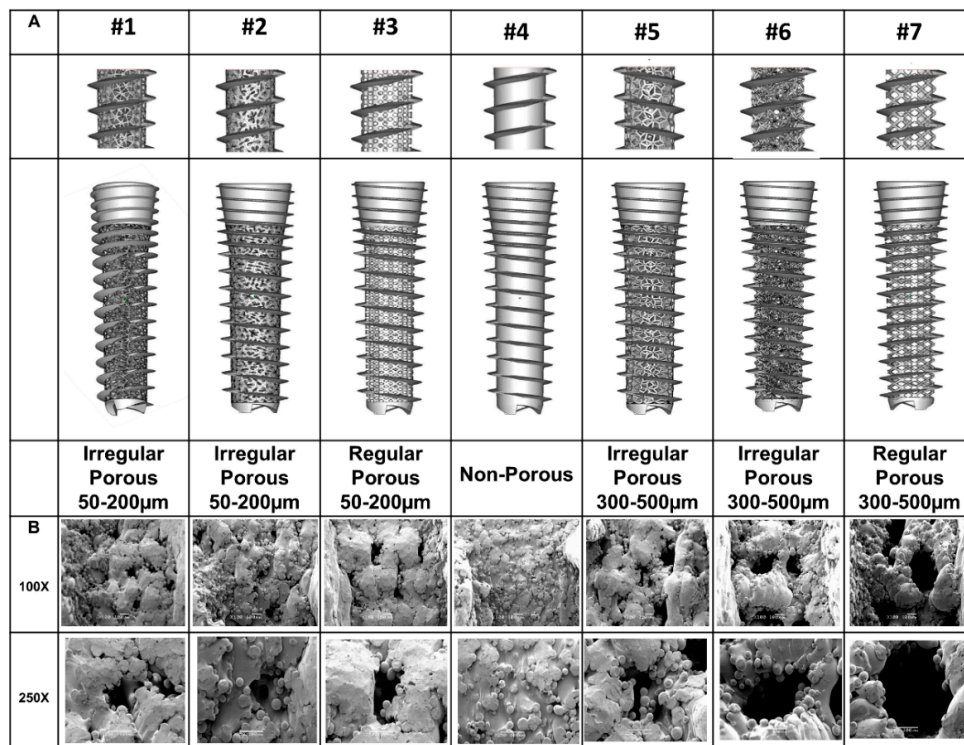 A #1 #2 #3 #4 #5 #6 #7
Irregular Porous 50-200µm
Irregular Porous 50-200µm
Regular Porous 50-200µm
Non-Porous
Irregular Porous 300-500µm
Irregular Porous 300-500µm
Regular Porous 300-500µm
B
100X
250X